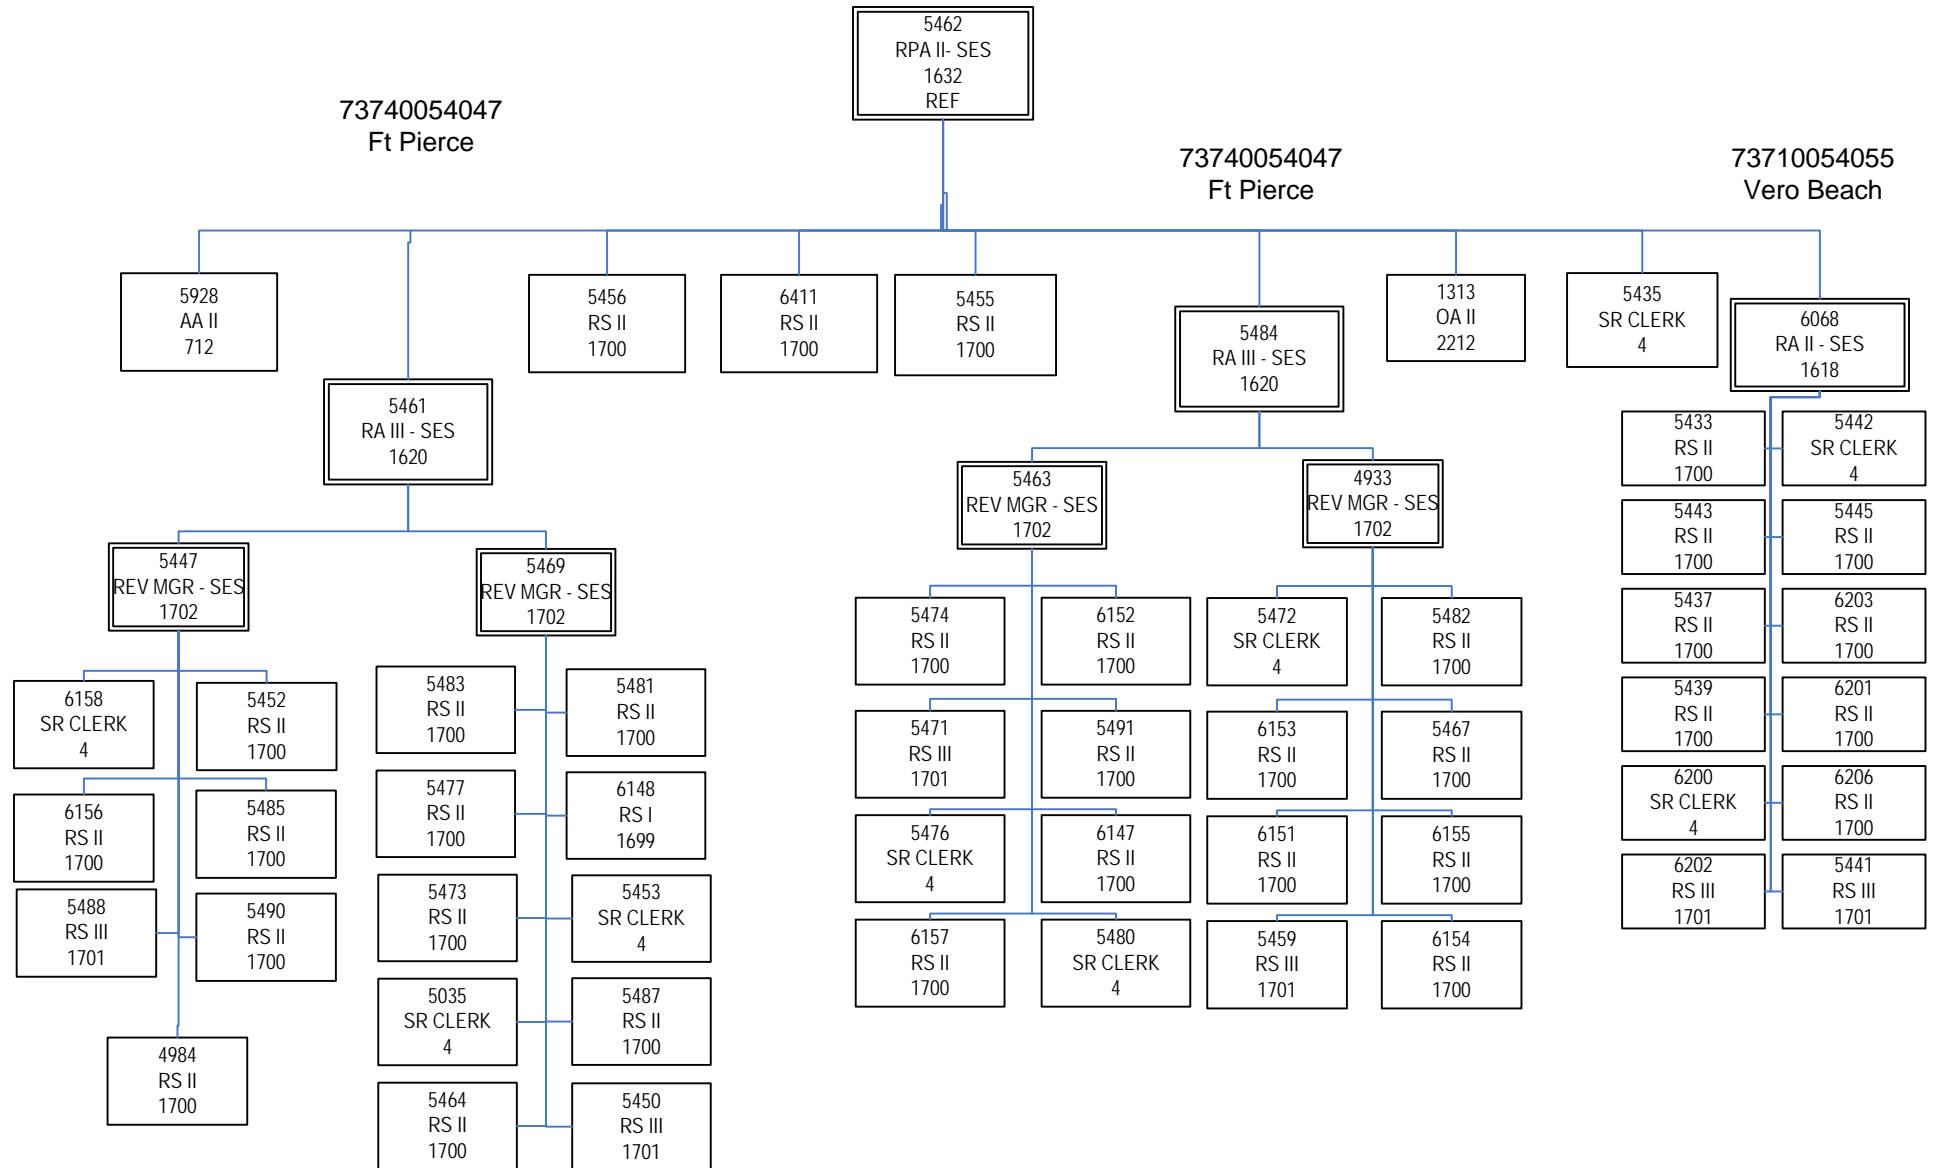 5462
RPA II- SES
1632
REF
73740054047
Ft Pierce
73740054047
Ft Pierce
73710054055
Vero Beach
5928
AA II
712
5461
RA III - SES
1620
5456
RS II
1700
6411
RS II
1700
5455
RS II
1700
5484
RA III - SES
1620
1313
OA II
2212
5435
SR CLERK
4
6068
RA II - SES
1618
5447
REV MGR - SES
1702
5469
REV MGR - SES
1702
5463
REV MGR - SES
1702
4933
REV MGR - SES
1702
6158
SR CLERK
4
5452
RS II
1700
6156
RS II
1700
5485
RS II
1700
5488
RS III
1701
5490
RS II
1700
4984
RS II
1700
5483
RS II
1700
5481
RS II
1700
5477
RS II
1700
6148
RS I
1699
5473
RS II
1700
5453
SR CLERK
4
5035
SR CLERK
4
5487
RS II
1700
5464
RS II
1700
5450
RS III
1701
5474
RS II
1700
6152
RS II
1700
5471
RS III
1701
5491
RS II
1700
5476
SR CLERK
4
6147
RS II
1700
6157
RS II
1700
5480
SR CLERK
4
5472
SR CLERK
4
5482
RS II
1700
6153
RS II
1700
5467
RS II
1700
6151
RS II
1700
6155
RS II
1700
5459
RS III
1701
6154
RS II
1700
5433
RS II
1700
5442
SR CLERK
4
5443
RS II
1700
5445
RS II
1700
5437
RS II
1700
6203
RS II
1700
5439
RS II
1700
6201
RS II
1700
6200
SR CLERK
4
6206
RS II
1700
6202
RS III
1701
5441
RS III
1701